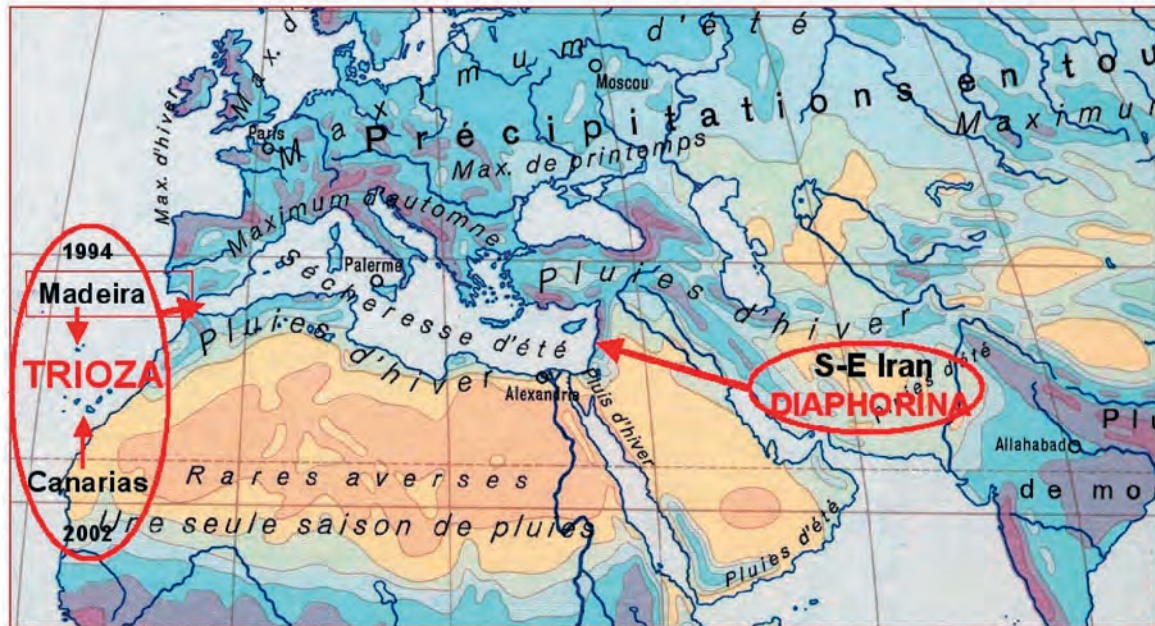 Max. d'
Maximum d'été
Moscou
Précipitations en tou
Maximu
Max. d'hiver
Paris
Max. de printemps
Maximum d'automne
1994
Madeira
Palerme
Sécheresse d'été
Pluies d'hiver
Pluies d'hiver
TRIOZA
S-E Iran
DIAPHORINA
Pluies d'été
Alexandrie
Pluis d'hiver
Plu
Allahabad
Canarias
Rares averses
de mo
2002
Une seule saison de pluies
Pluies d'été